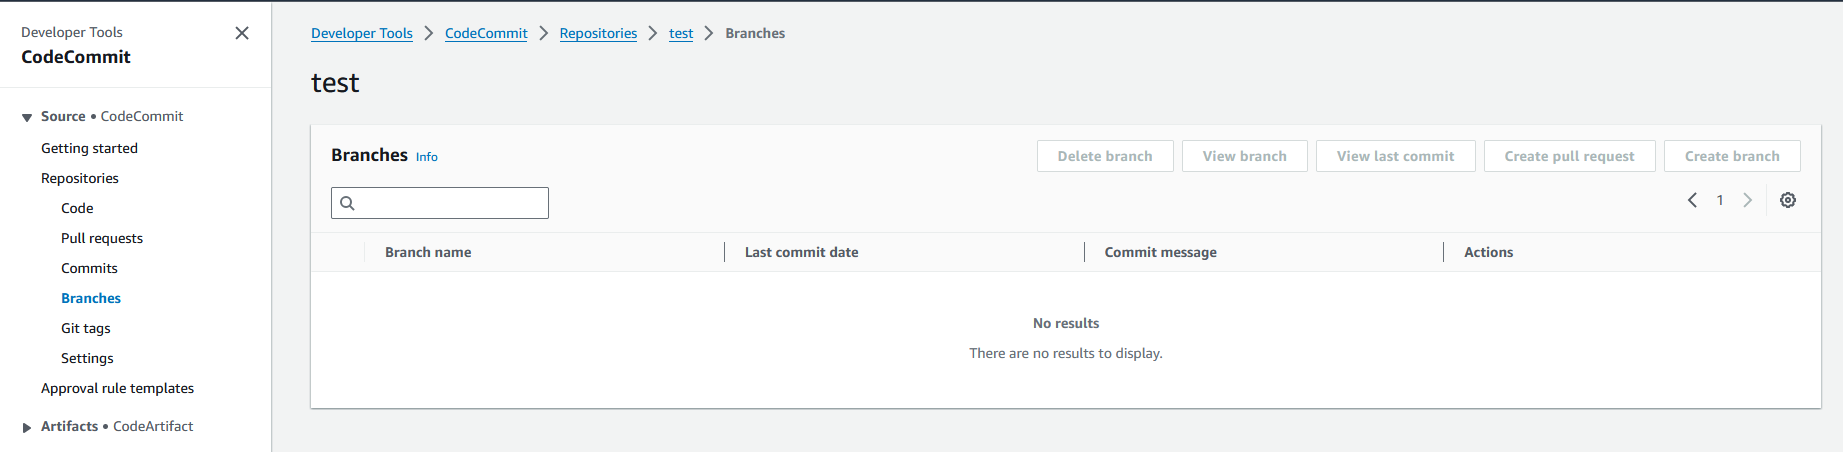 Developer Tools
CodeCommit
Source • CodeCommit
Getting started
Repositories
Code
Pull requests
Commits
Branches
Git tags
Settings
Approval rule templates
Artifacts • CodeArtifact
Developer Tools > CodeCommit > Repositories > test > Branches
test
Branches Info
Delete branch View branch View last commit Create pull request Create branch
1
Branch name Last commit date Commit message Actions
No results
There are no results to display.